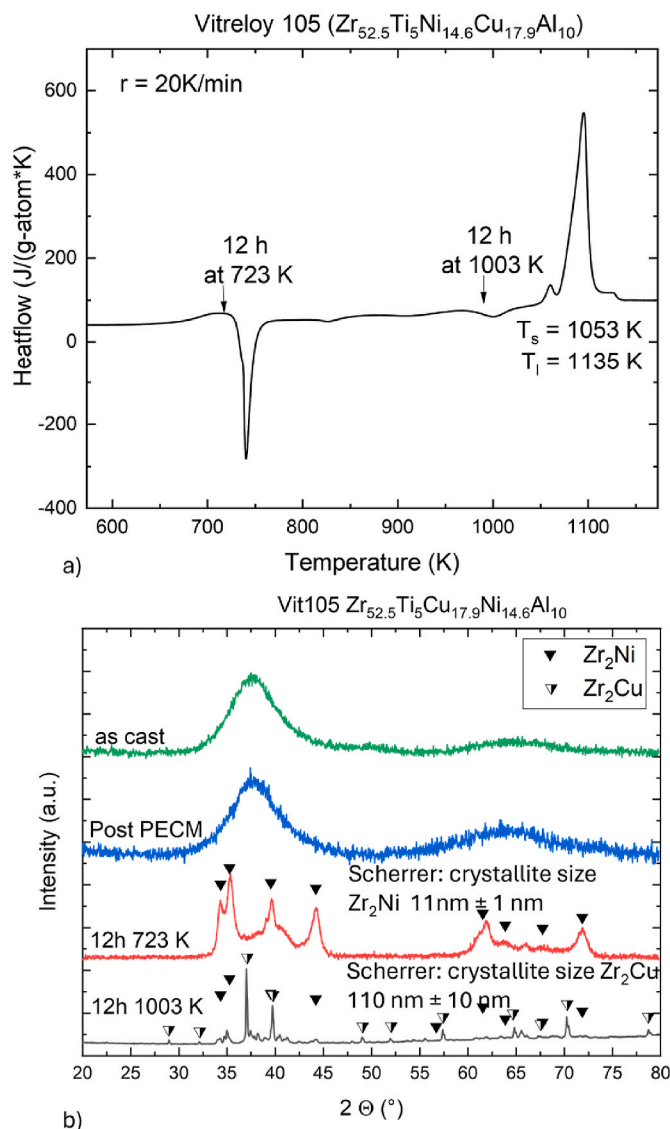 Vitreloy 105 (Zr₅₂.₅Ti₅Ni₁₄.₆Cu₁₇.₉Al₁₀)
r = 20K/min
600
400
200
0
-200
-400
Heatflow (J/(g-atom*K)
12 h
at 723 K
12 h
at 1003 K
Tₛ = 1053 K
Tₗ = 1135 K
600 700 800 900 1000 1100
Temperature (K)
a)
Vit105 Zr₅₂.₅Ti₅Cu₁₇.₉Ni₁₄.₆Al₁₀
Zr₂Ni
Zr₂Cu
as cast
Post PECM
Intensity (a.u.)
Scherrer: crystallite size
Zr₂Ni 11nm ± 1 nm
12h 723 K
Scherrer: crystallite size Zr₂Cu
110 nm ± 10 nm
12h 1003 K
20 25 30 35 40 45 50 55 60 65 70 75 80
2 Θ (°)
b)